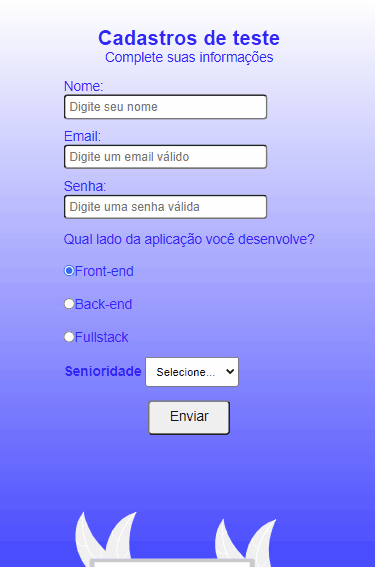 Cadastros de teste
Complete suas informações
Nome:
Digite seu nome
Email:
Digite um email válido
Senha:
Digite uma senha válida
Qual lado da aplicação você desenvolve?
Front-end
Back-end
Fullstack
Senioridade Selecione...
Enviar